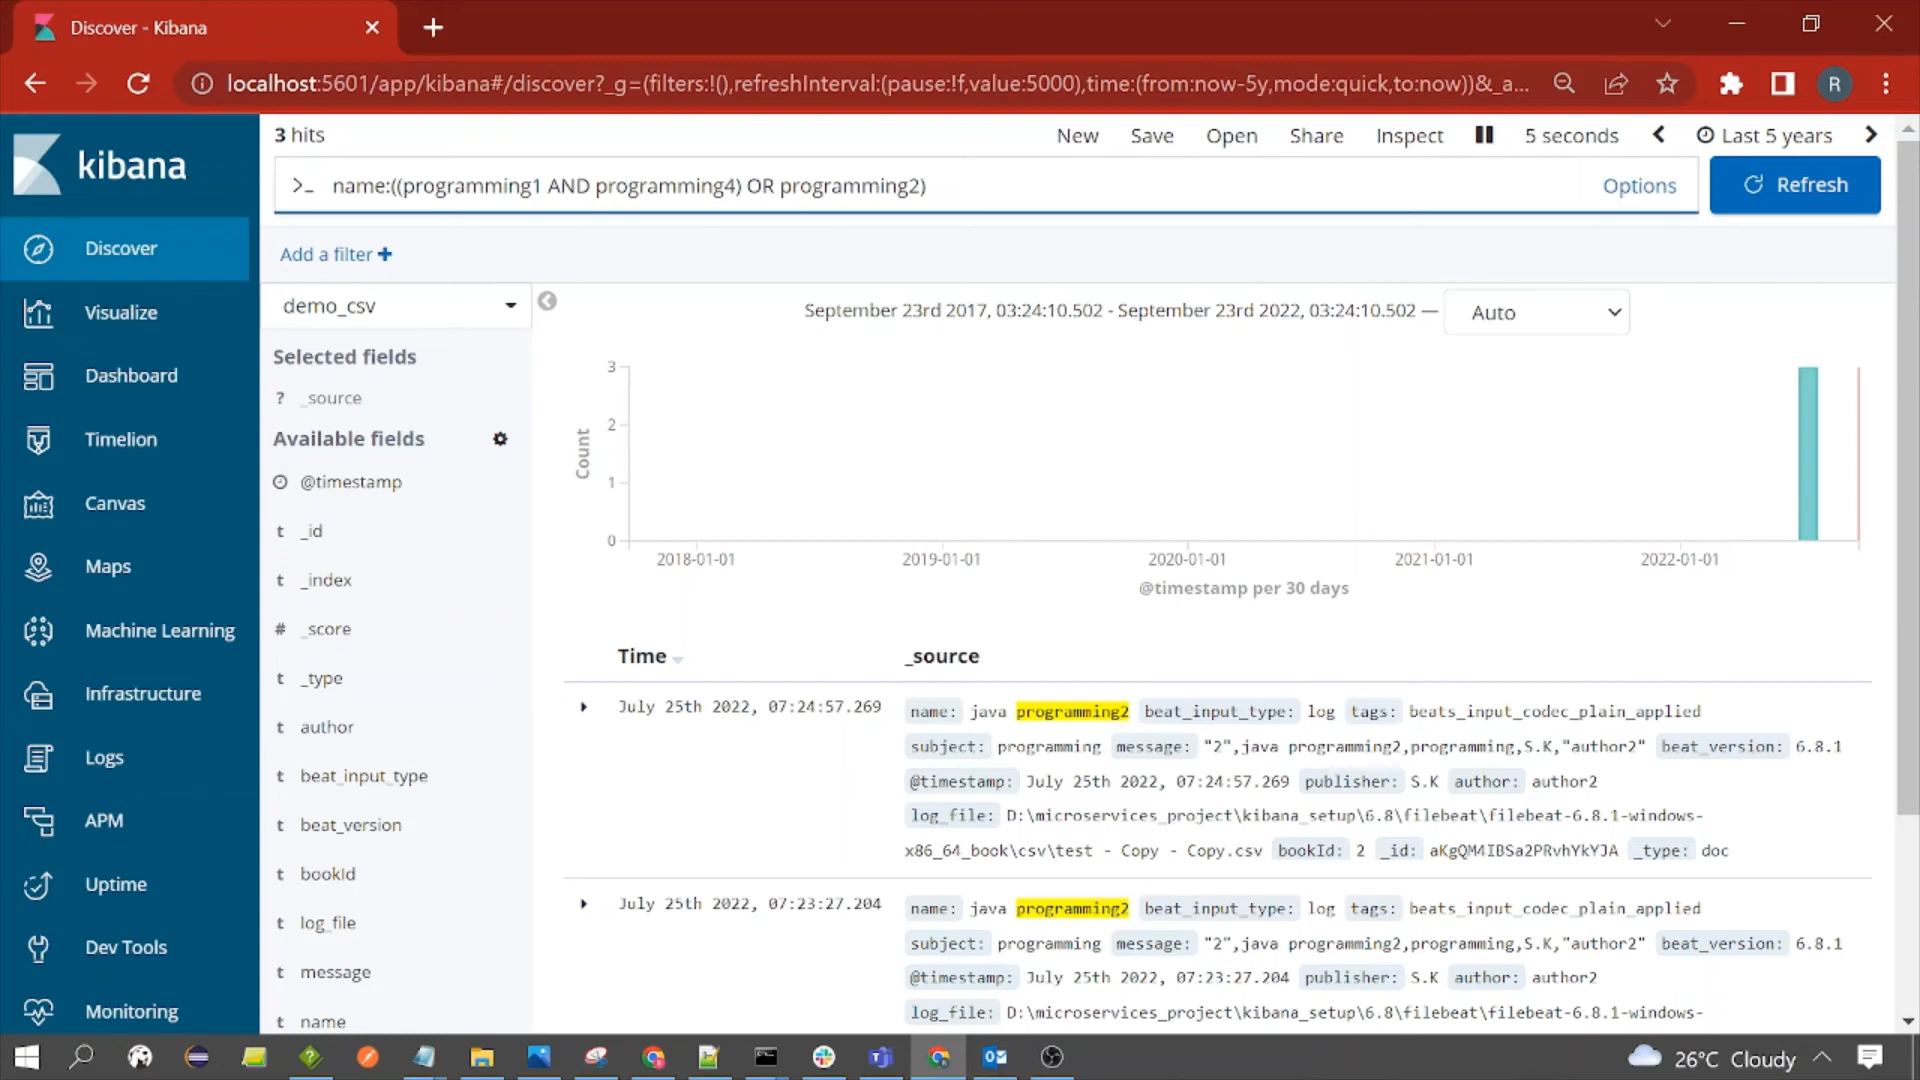 Discover - Kibana
localhost:5601/app/kibana#/discover?_g=(filters:!(),refreshInterval:(pause:!f,value:5000),time:(from:now-5y,mode:quick,to:now))&_a...
R
kibana
Discover
Visualize
Dashboard
Timelion
Canvas
Maps
Machine Learning
Infrastructure
Logs
APM
Uptime
Dev Tools
Monitoring
3 hits
New Save Open Share Inspect 5 seconds Last 5 years
>_ name:((programming1 AND programming4) OR programming2)
Options
Refresh
Add a filter +
demo_csv
Selected fields
? _source
Available fields
@timestamp
t _id
t _index
# _score
t _type
t author
t beat_input_type
t beat_version
t bookId
t log_file
t message
t name
September 23rd 2017, 03:24:10.502 - September 23rd 2022, 03:24:10.502 —
Auto
3
2
1
0
Count
2018-01-01 2019-01-01 2020-01-01 2021-01-01 2022-01-01
@timestamp per 30 days
Time _source
July 25th 2022, 07:24:57.269
name: java programming2 beat_input_type: log tags: beats_input_codec_plain_applied
subject: programming message: "2",java programming2,programming,S.K,"author2" beat_version: 6.8.1
@timestamp: July 25th 2022, 07:24:57.269 publisher: S.K author: author2
log_file: D:\microservices_project\kibana_setup\6.8\filebeat\filebeat-6.8.1-windows-
x86_64_book\csv\test - Copy - Copy.csv bookId: 2 _id: aKgQM4IBSa2PRvhYkYJA _type: doc
July 25th 2022, 07:23:27.204
name: java programming2 beat_input_type: log tags: beats_input_codec_plain_applied
subject: programming message: "2",java programming2,programming,S.K,"author2" beat_version: 6.8.1
@timestamp: July 25th 2022, 07:23:27.204 publisher: S.K author: author2
log_file: D:\microservices_project\kibana_setup\6.8\filebeat\filebeat-6.8.1-windows-
26°C Cloudy